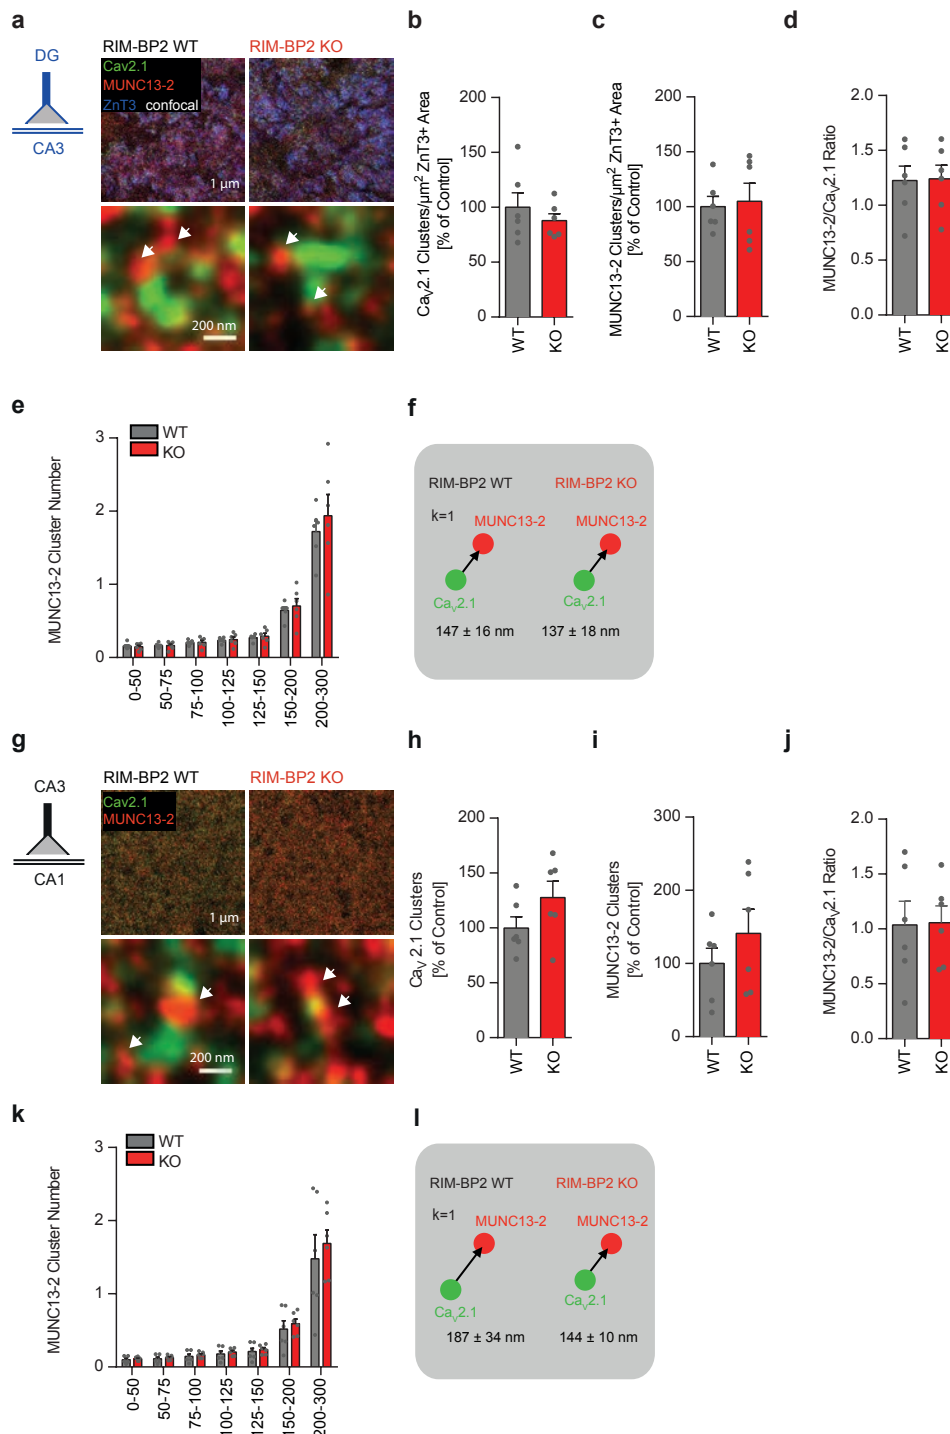 a
DG
CA3
RIM-BP2 WT
RIM-BP2 KO
Cav2.1
MUNC13-2
ZnT3 confocal
1 µm
200 nm
b
CaV2.1 Clusters/µm² ZnT3+ Area
[% of Control]
200
150
100
50
0
WT
KO
c
MUNC13-2 Clusters/µm² ZnT3+ Area
[% of Control]
200
150
100
50
0
WT
KO
d
MUNC13-2/CaV2.1 Ratio
2.0
1.5
1.0
0.5
0.0
WT
KO
e
WT
KO
MUNC13-2 Cluster Number
3
2
1
0
0-50
50-75
75-100
100-125
125-150
150-200
200-300
f
RIM-BP2 WT
RIM-BP2 KO
k=1
MUNC13-2
MUNC13-2
CaV2.1
CaV2.1
147 ± 16 nm
137 ± 18 nm
g
CA3
CA1
RIM-BP2 WT
RIM-BP2 KO
Cav2.1
MUNC13-2
1 µm
200 nm
h
CaV 2.1 Clusters
[% of Control]
200
150
100
50
0
WT
KO
i
MUNC13-2 Clusters
[% of Control]
300
200
100
0
WT
KO
j
MUNC13-2/CaV2.1 Ratio
2.0
1.5
1.0
0.5
0.0
WT
KO
k
WT
KO
MUNC13-2 Cluster Number
3
2
1
0
0-50
50-75
75-100
100-125
125-150
150-200
200-300
l
RIM-BP2 WT
RIM-BP2 KO
k=1
MUNC13-2
MUNC13-2
CaV2.1
CaV2.1
187 ± 34 nm
144 ± 10 nm